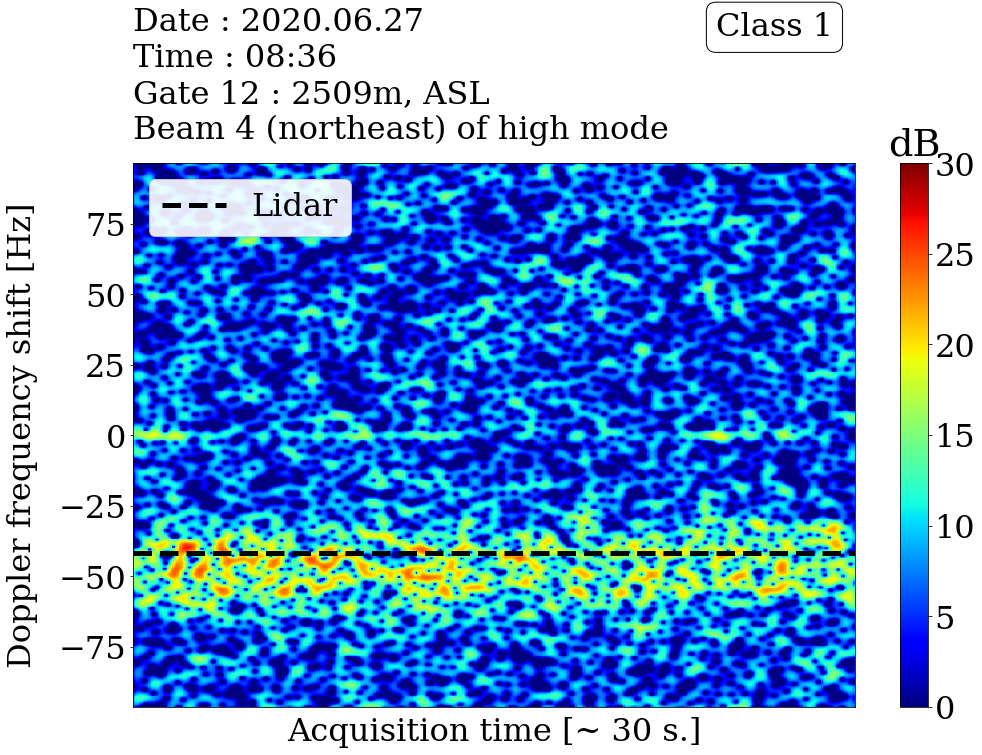 Date : 2020.06.27
Time : 08:36
Gate 12 : 2509m, ASL
Beam 4 (northeast) of high mode
Class 1
dB
Lidar
Doppler frequency shift [Hz]
75
50
25
0
−25
−50
−75
30
25
20
15
10
5
0
Acquisition time [~ 30 s.]